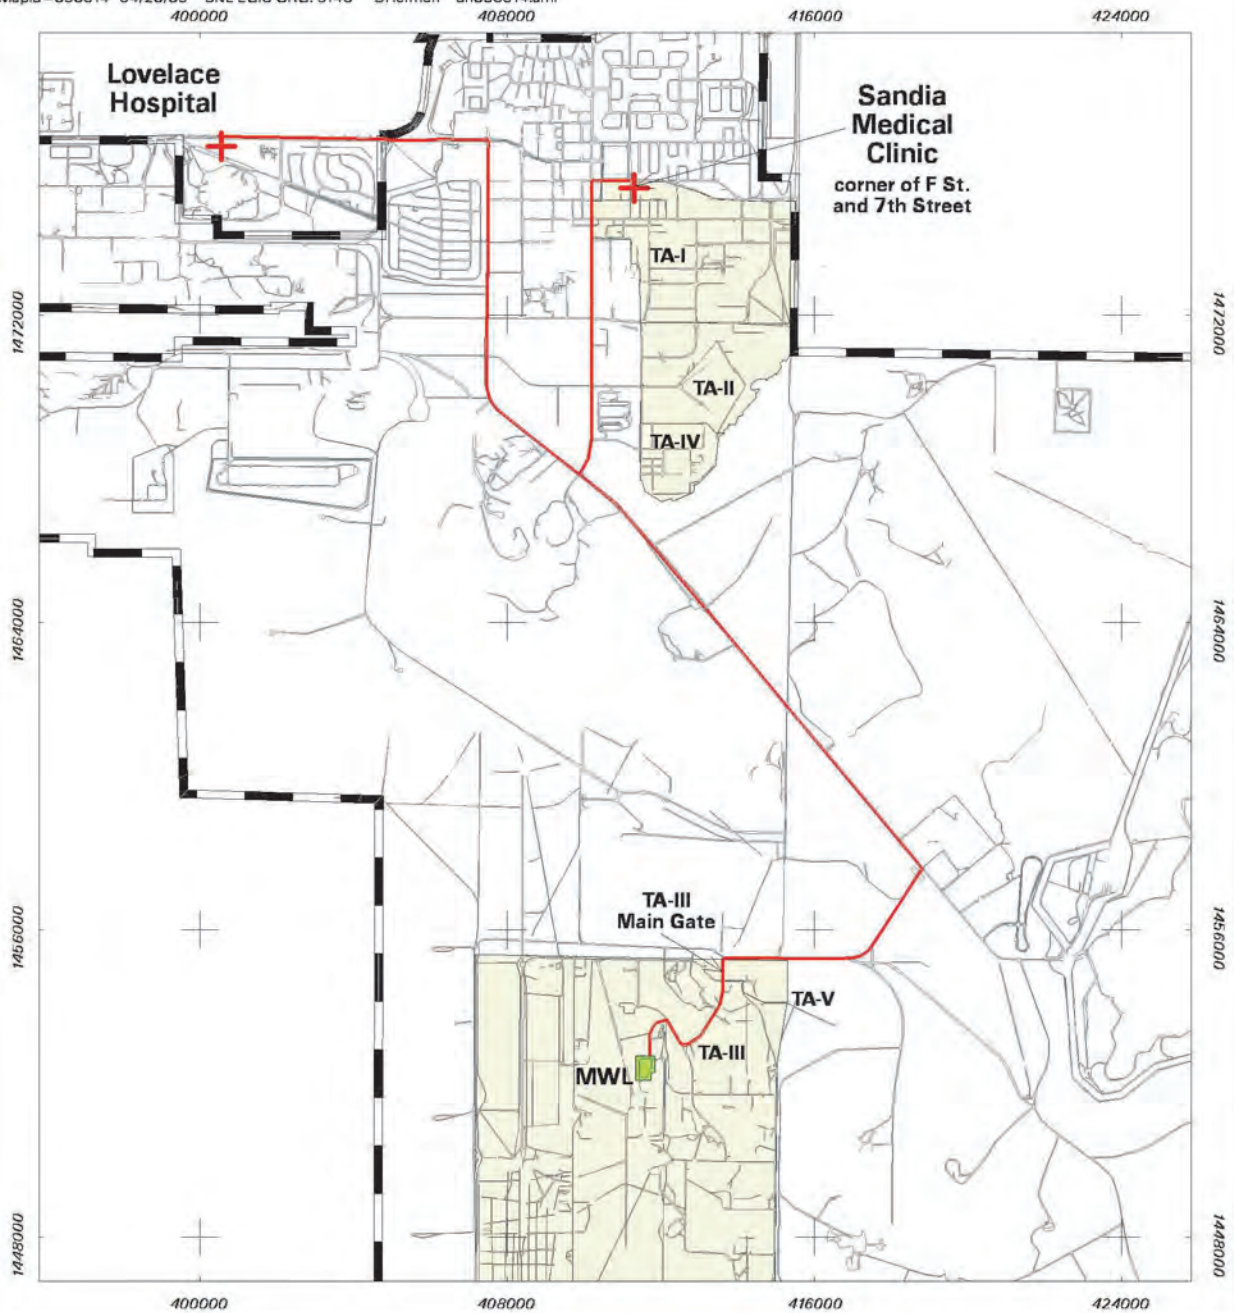 400000 408000 416000 424000
Lovelace
Hospital
Sandia
Medical
Clinic
corner of F St.
and 7th Street
TA-I
1472000 1472000
TA-II
TA-IV
1464000 1464000
TA-III
Main Gate
1456000 1456000
TA-V
TA-III
MWL
1448000 1448000
400000 408000 416000 424000